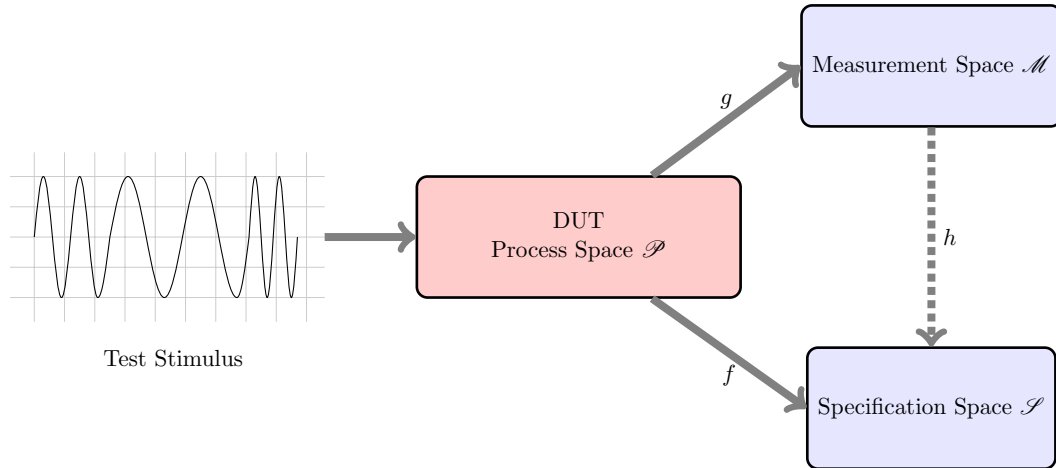 Measurement Space ℳ
g
DUT
Process Space 𝒫
h
Test Stimulus
f
Specification Space 𝒮